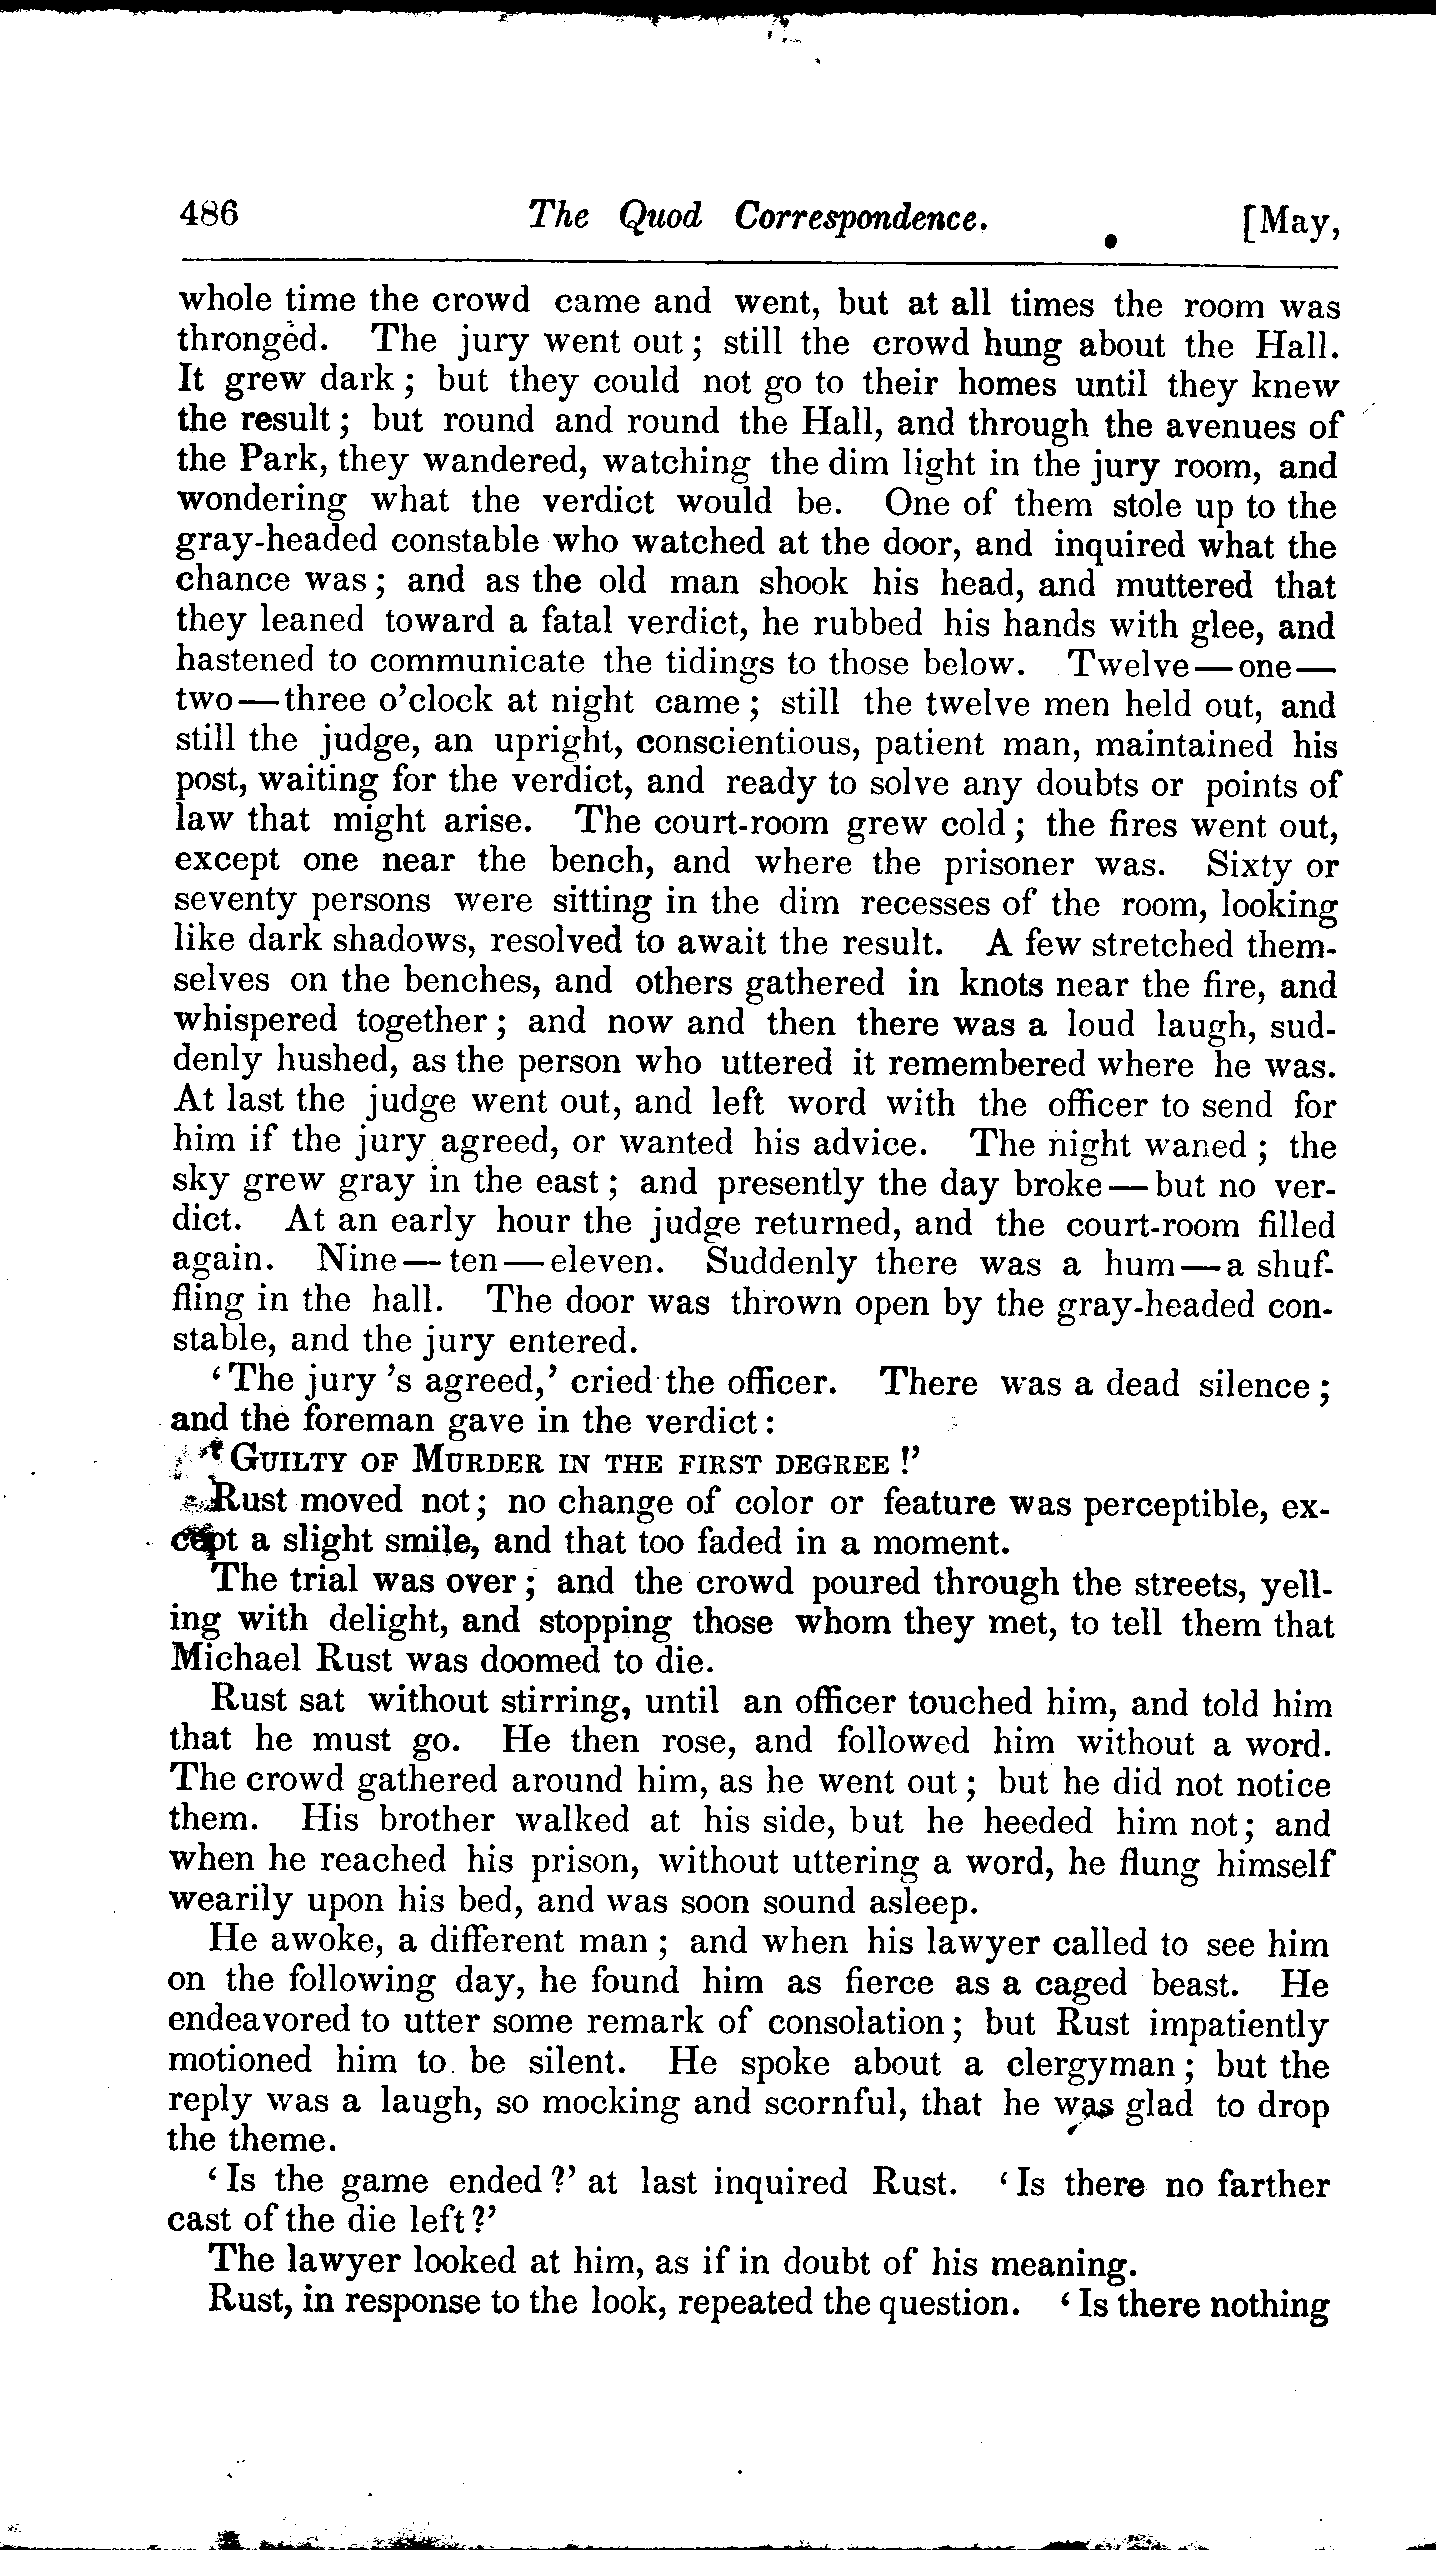 486 The Quod Correspondence. [May,
whole time the crowd came and went, but at all times the room was
thronged. The jury went out; still the crowd hung about the Hall.
It grew dark; but they could not go to their homes until they knew
the result; but round and round the Hall, and through the avenues of
the Park, they wandered, watching the dim light in the jury room, and
wondering what the verdict would be. One of them stole up to the
gray-headed constable who watched at the door, and inquired what the
chance was; and as the old man shook his head, and muttered that
they leaned toward a fatal verdict, he rubbed his hands with glee, and
hastened to communicate the tidings to those below. Twelve—one—
two—three o'clock at night came; still the twelve men held out, and
still the judge, an upright, conscientious, patient man, maintained his
post, waiting for the verdict, and ready to solve any doubts or points of
law that might arise. The court-room grew cold; the fires went out,
except one near the bench, and where the prisoner was. Sixty or
seventy persons were sitting in the dim recesses of the room, looking
like dark shadows, resolved to await the result. A few stretched them-
selves on the benches, and others gathered in knots near the fire, and
whispered together; and now and then there was a loud laugh, sud-
denly hushed, as the person who uttered it remembered where he was.
At last the judge went out, and left word with the officer to send for
him if the jury agreed, or wanted his advice. The night waned; the
sky grew gray in the east; and presently the day broke—but no ver-
dict. At an early hour the judge returned, and the court-room filled
again. Nine—ten—eleven. Suddenly there was a hum—a shuf-
fling in the hall. The door was thrown open by the gray-headed con-
stable, and the jury entered.
'The jury 's agreed,' cried the officer. There was a dead silence;
and the foreman gave in the verdict:
'GUILTY OF MURDER IN THE FIRST DEGREE!'
Rust moved not; no change of color or feature was perceptible, ex-
cept a slight smile, and that too faded in a moment.
The trial was over; and the crowd poured through the streets, yell-
ing with delight, and stopping those whom they met, to tell them that
Michael Rust was doomed to die.
Rust sat without stirring, until an officer touched him, and told him
that he must go. He then rose, and followed him without a word.
The crowd gathered around him, as he went out; but he did not notice
them. His brother walked at his side, but he heeded him not; and
when he reached his prison, without uttering a word, he flung himself
wearily upon his bed, and was soon sound asleep.
He awoke, a different man; and when his lawyer called to see him
on the following day, he found him as fierce as a caged beast. He
endeavored to utter some remark of consolation; but Rust impatiently
motioned him to be silent. He spoke about a clergyman; but the
reply was a laugh, so mocking and scornful, that he was glad to drop
the theme.
'Is the game ended?' at last inquired Rust. 'Is there no farther
cast of the die left?'
The lawyer looked at him, as if in doubt of his meaning.
Rust, in response to the look, repeated the question. 'Is there nothing